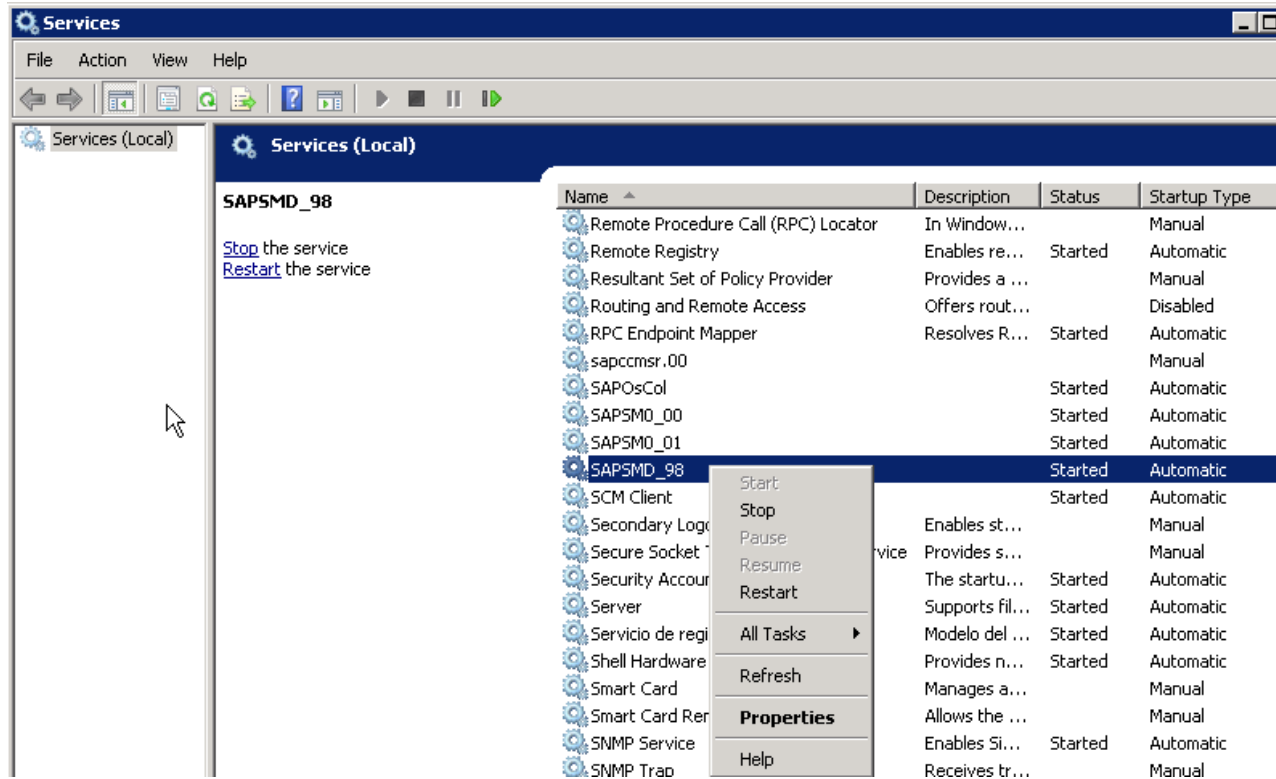 Services
File Action View Help
Services (Local)
Services (Local)
SAPSMD_98
Stop the service
Restart the service
Name Description Status Startup Type
Remote Procedure Call (RPC) Locator In Window... Manual
Remote Registry Enables re... Started Automatic
Resultant Set of Policy Provider Provides a ... Manual
Routing and Remote Access Offers rout... Disabled
RPC Endpoint Mapper Resolves R... Started Automatic
sapccmsr.00 Manual
SAPOsCol Started Automatic
SAPSM0_00 Started Automatic
SAPSM0_01 Started Automatic
SAPSMD_98 Started Automatic
SCM Client Started Automatic
Secondary Logo Enables st... Manual
Secure Socket T vice Provides s... Manual
Security Accour The startu... Started Automatic
Server Supports fil... Started Automatic
Servicio de regi Modelo del ... Started Automatic
Shell Hardware Provides n... Started Automatic
Smart Card Manages a... Manual
Smart Card Rer Allows the ... Manual
SNMP Service Enables Si... Started Automatic
SNMP Trap Receives tr... Manual
Start
Stop
Pause
Resume
Restart
All Tasks
Refresh
Properties
Help